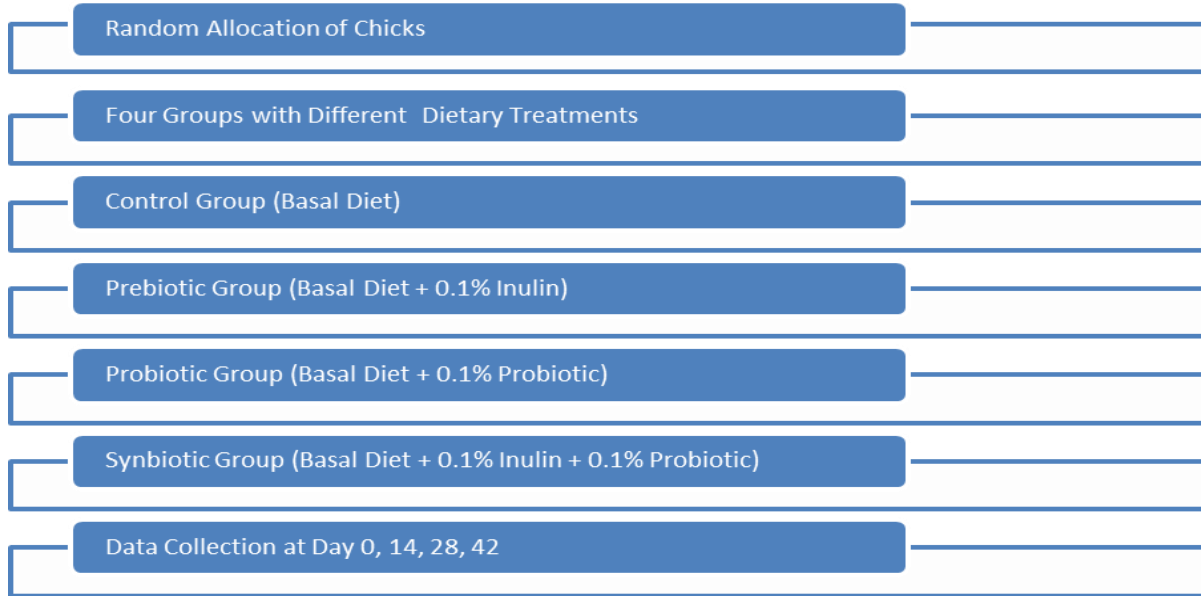 Random Allocation of Chicks
Four Groups with Different Dietary Treatments
Control Group (Basal Diet)
Prebiotic Group (Basal Diet + 0.1% Inulin)
Probiotic Group (Basal Diet + 0.1% Probiotic)
Synbiotic Group (Basal Diet + 0.1% Inulin + 0.1% Probiotic)
Data Collection at Day 0, 14, 28, 42